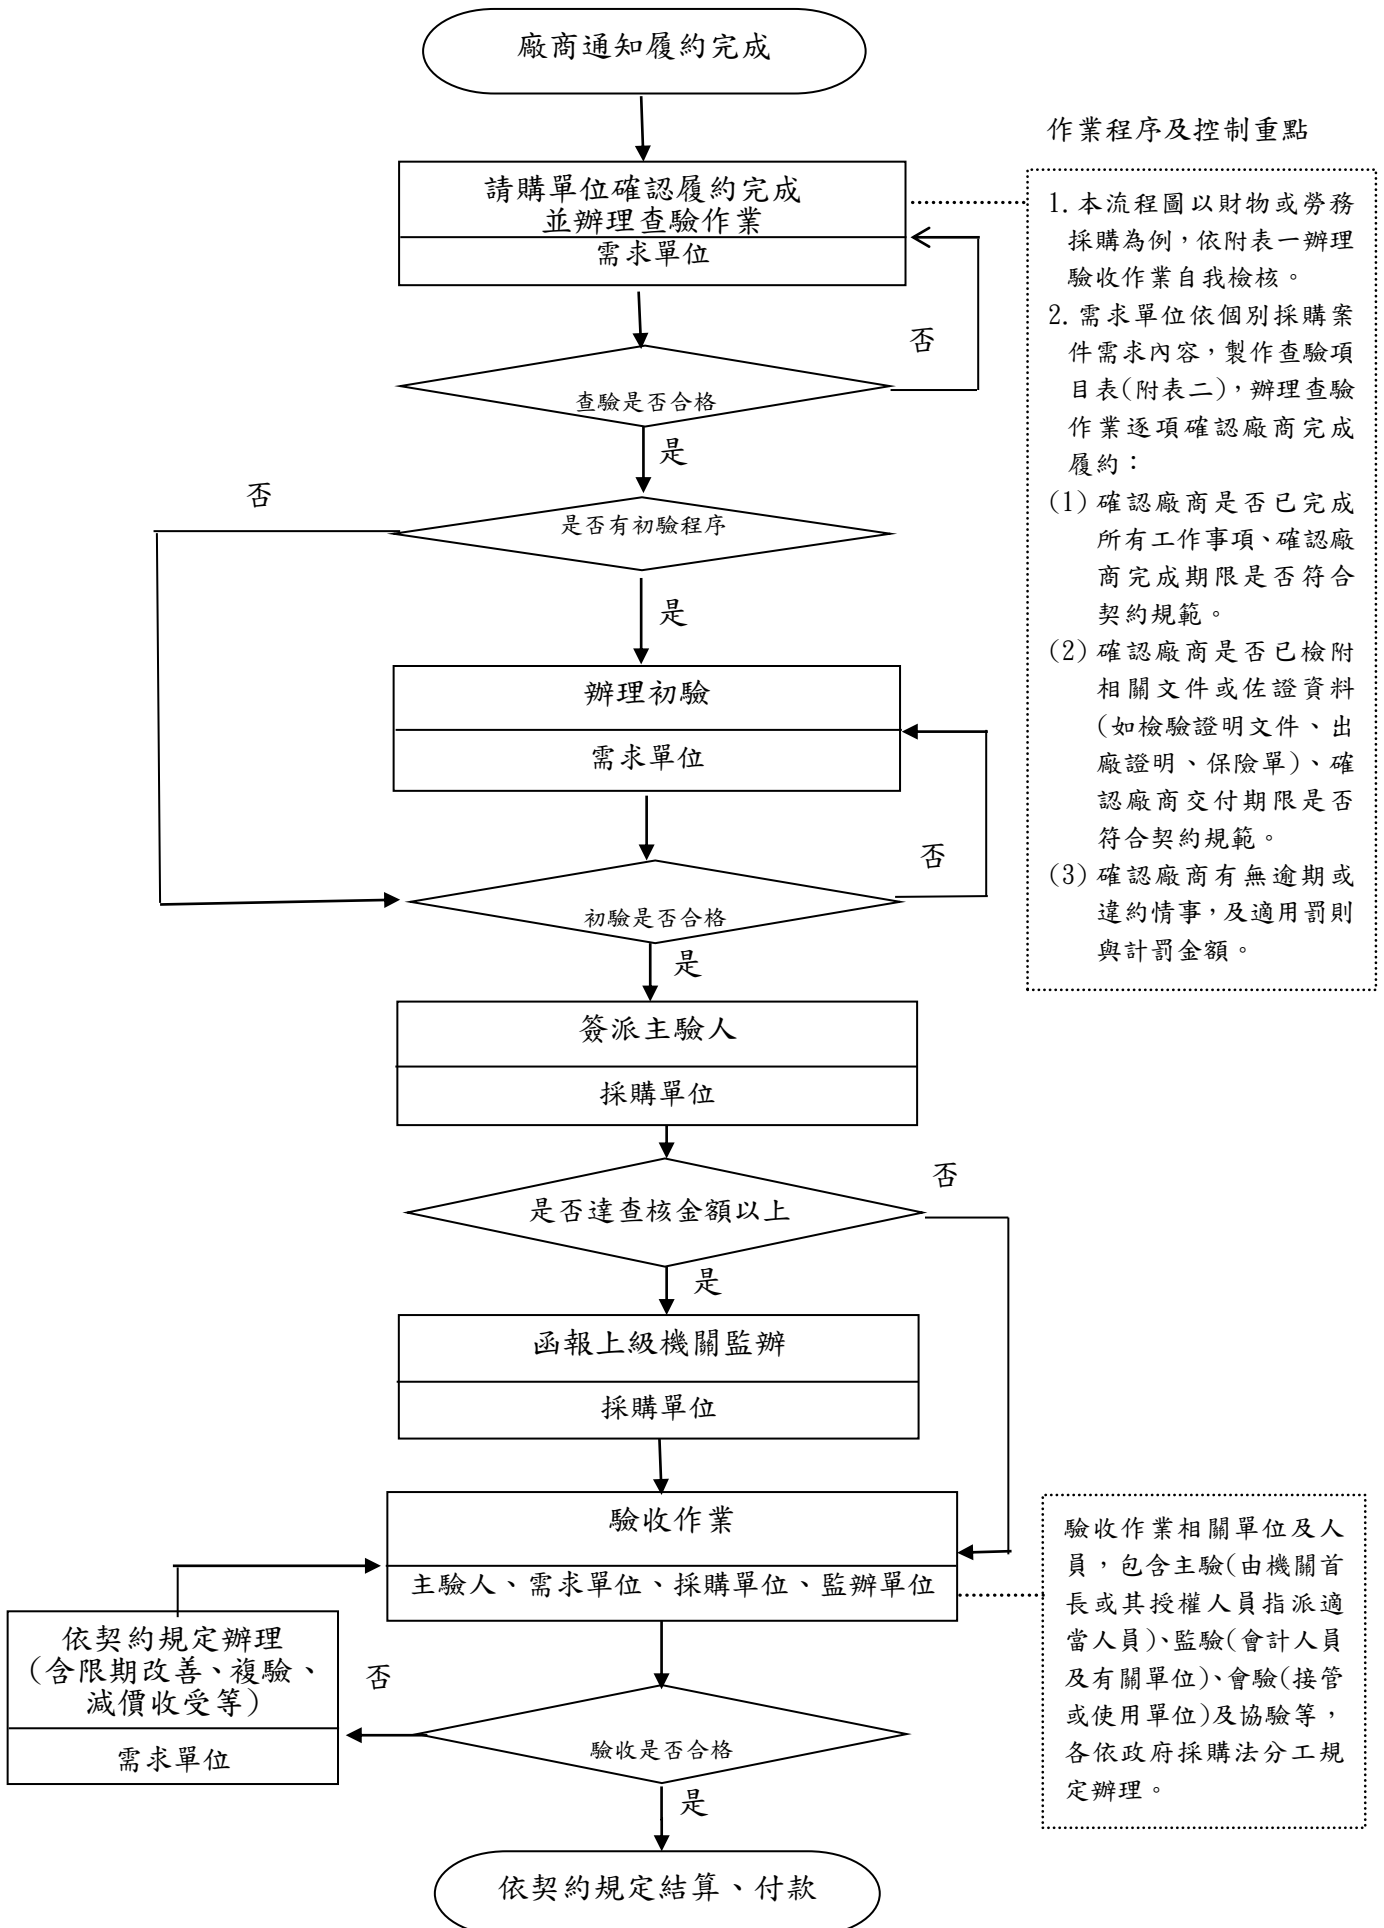 廠商通知履約完成
作業程序及控制重點
請購單位確認履約完成
並辦理查驗作業
需求單位
1. 本流程圖以財物或勞務
採購為例，依附表一辦理
驗收作業自我檢核。
2. 需求單位依個別採購案
件需求內容，製作查驗項
目表(附表二)，辦理查驗
作業逐項確認廠商完成
履約：
(1) 確認廠商是否已完成
所有工作事項、確認廠
商完成期限是否符合
契約規範。
(2) 確認廠商是否已檢附
相關文件或佐證資料
(如檢驗證明文件、出
廠證明、保險單)、確
認廠商交付期限是否
符合契約規範。
(3) 確認廠商有無逾期或
違約情事，及適用罰則
與計罰金額。
否
查驗是否合格
是
否
是否有初驗程序
是
辦理初驗
需求單位
否
初驗是否合格
是
簽派主驗人
採購單位
否
是否達查核金額以上
是
函報上級機關監辦
採購單位
驗收作業
主驗人、需求單位、採購單位、監辦單位
驗收作業相關單位及人
員，包含主驗(由機關首
長或其授權人員指派適
當人員)、監驗(會計人員
及有關單位)、會驗(接管
或使用單位)及協驗等，
各依政府採購法分工規
定辦理。
依契約規定辦理
(含限期改善、複驗、
減價收受等)
需求單位
否
驗收是否合格
是
依契約規定結算、付款